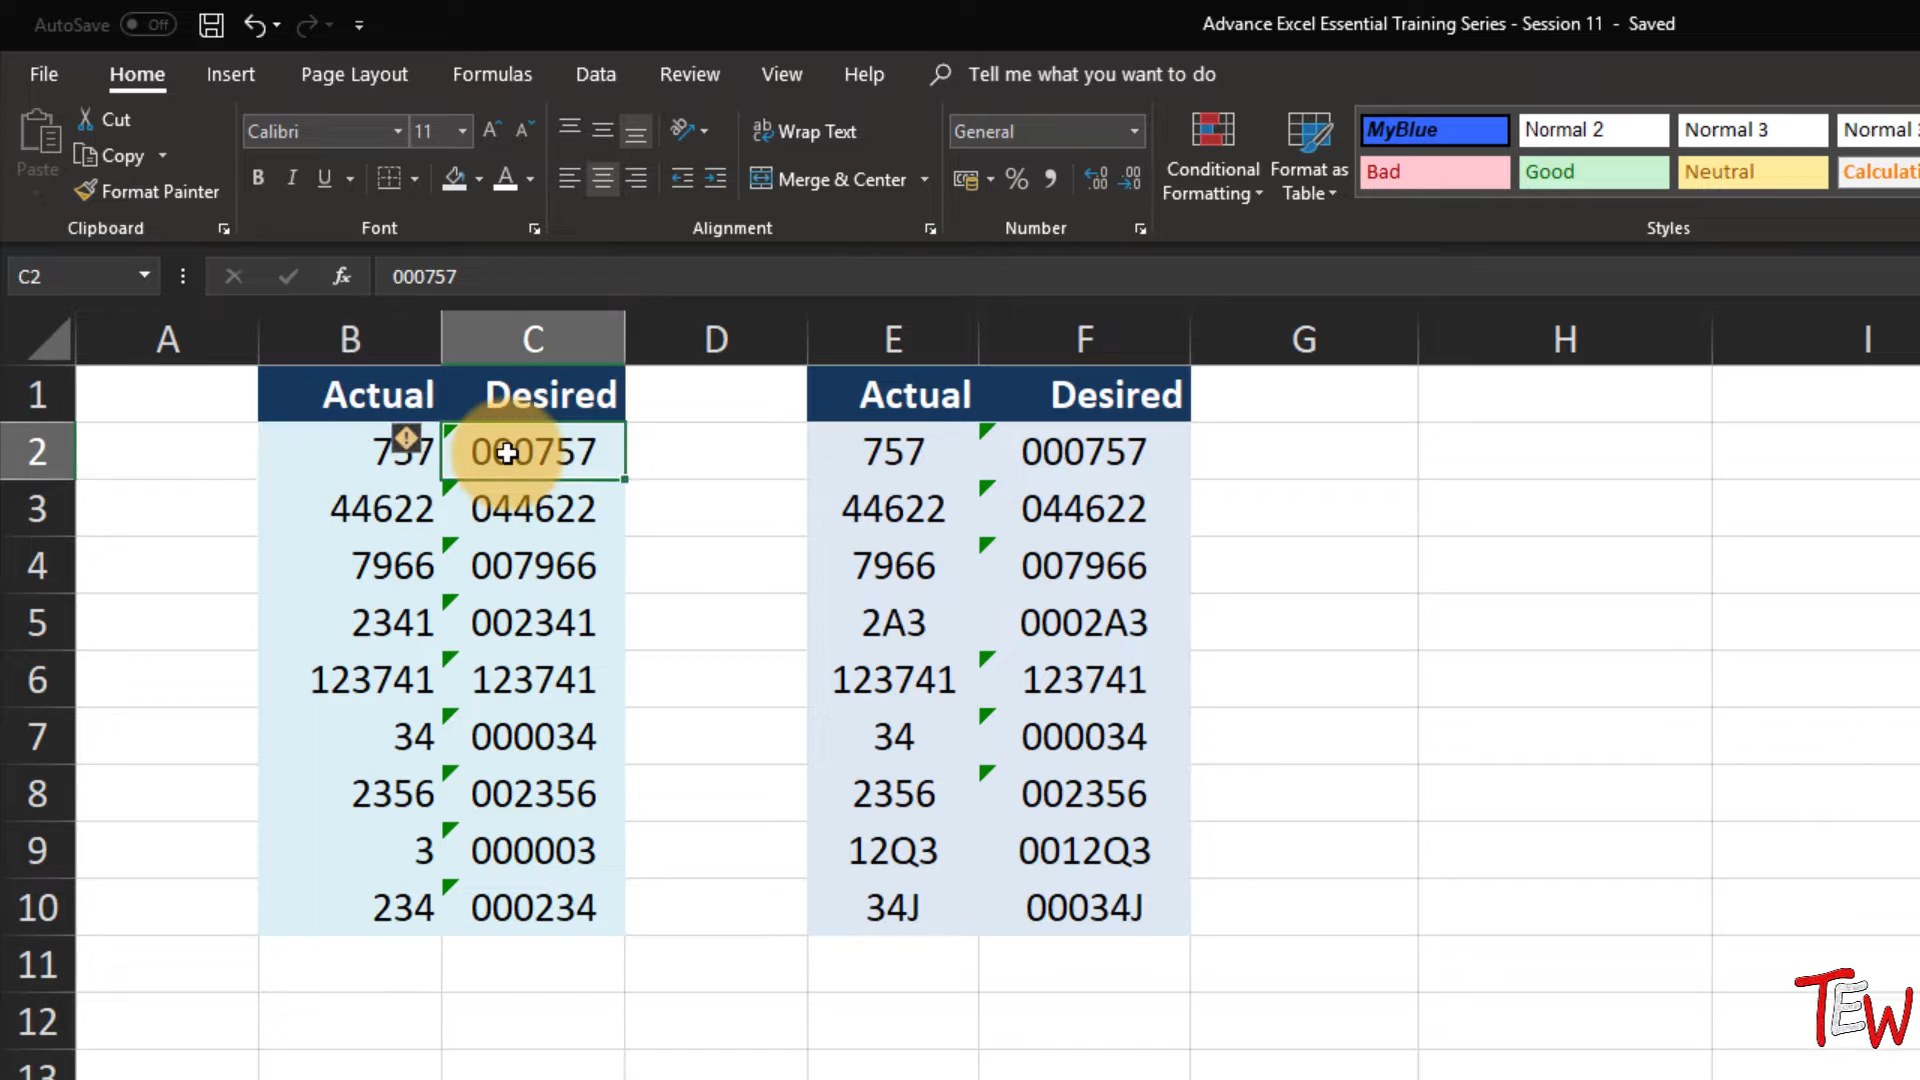 AutoSave Off
Advance Excel Essential Training Series - Session 11 - Saved
File Home Insert Page Layout Formulas Data Review View Help Tell me what you want to do
Paste
Cut
Copy
Format Painter
Clipboard
Calibri 11
B I U
Font
Wrap Text
Merge & Center
Alignment
General
Number
Conditional Formatting
Format as Table
MyBlue Normal 2 Normal 3 Normal
Bad Good Neutral Calculati
Styles
C2 fx 000757
A B C D E F G H I
1 Actual Desired Actual Desired
2 757 000757 757 000757
3 44622 044622 44622 044622
4 7966 007966 7966 007966
5 2341 002341 2A3 0002A3
6 123741 123741 123741 123741
7 34 000034 34 000034
8 2356 002356 2356 002356
9 3 000003 12Q3 0012Q3
10 234 000234 34J 00034J
11
12
13
TEW